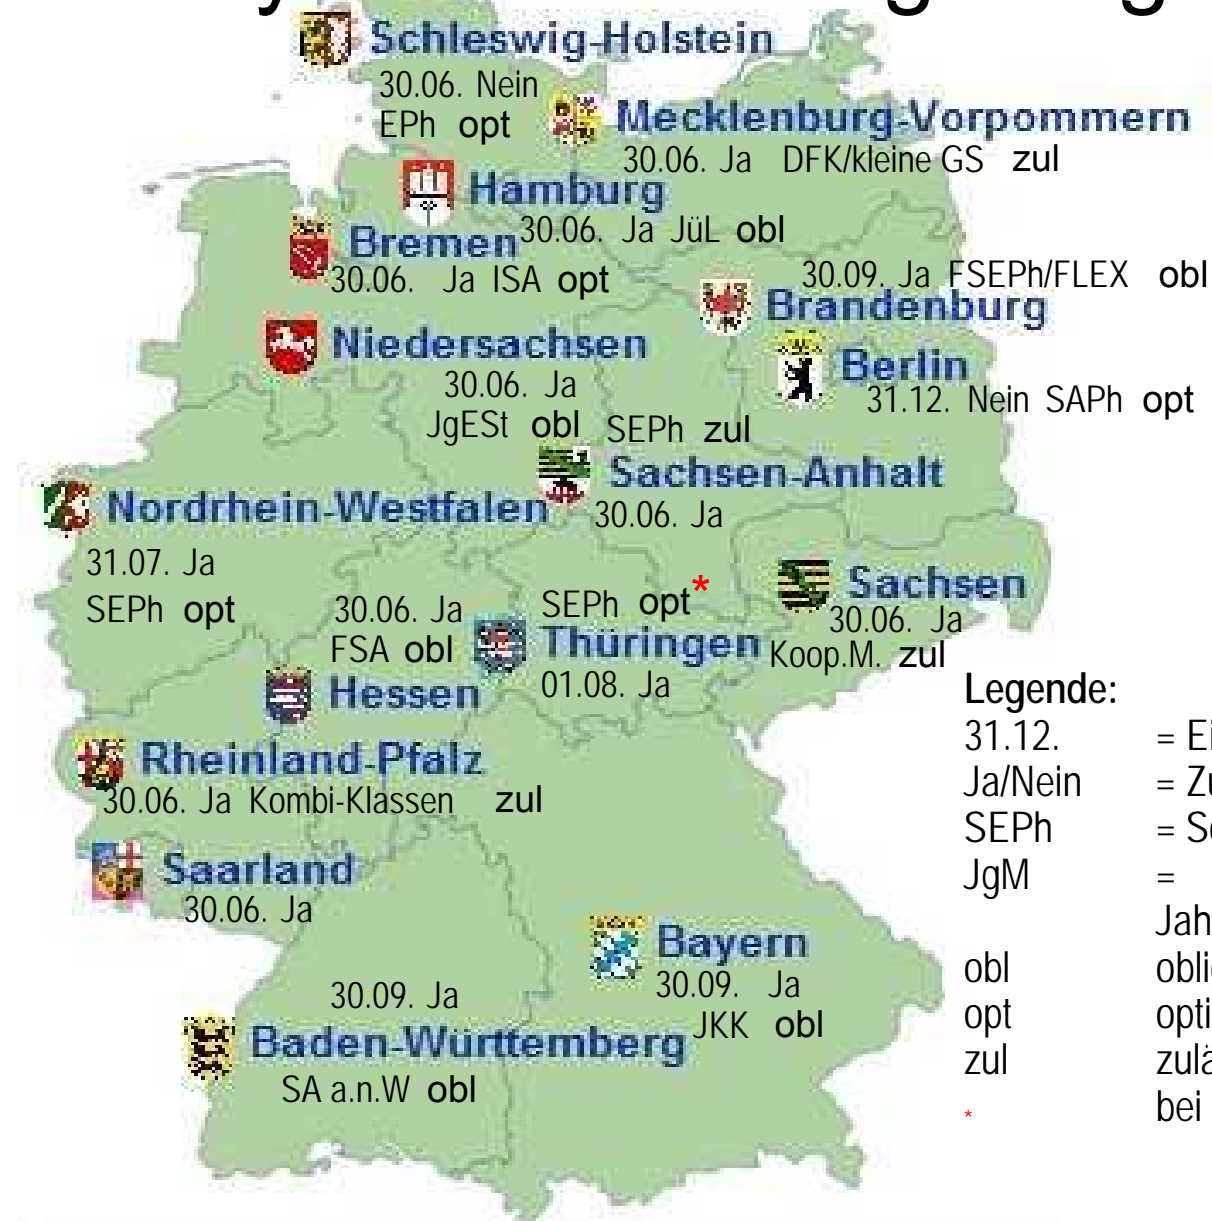 Schleswig-Holstein
30.06. Nein
EPh opt
Mecklenburg-Vorpommern
30.06. Ja DFK/kleine GS zul
Hamburg
30.06. Ja JüL obl
Bremen
30.06. Ja ISA opt
30.09. Ja FSEPh/FLEX obl
Brandenburg
Niedersachsen
30.06. Ja
JgESt obl
Berlin
31.12. Nein SAPh opt
SEPh zul
Sachsen-Anhalt
30.06. Ja
Nordrhein-Westfalen
31.07. Ja
SEPh opt
Sachsen
30.06. Ja
Koop.M. zul
SEPh opt*
Thüringen
01.08. Ja
30.06. Ja
FSA obl
Hessen
Rheinland-Pfalz
30.06. Ja Kombi-Klassen zul
Saarland
30.06. Ja
Bayern
30.09. Ja
JKK obl
30.09. Ja
Baden-Württemberg
SA a.n.W obl
Legende:
31.12. =
Ja/Nein =
SEPh =
JgM =
obl
opt
zul
* bei